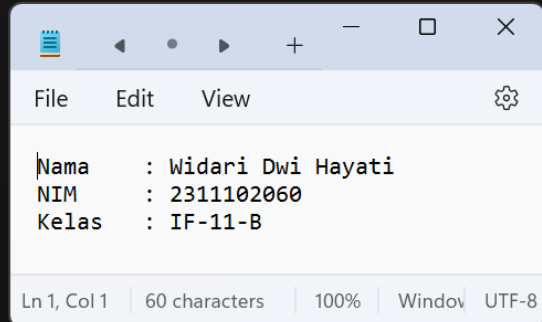 File Edit View
Nama : Widari Dwi Hayati
NIM : 2311102060
Kelas : IF-11-B
Ln 1, Col 1 60 characters 100% Window UTF-8